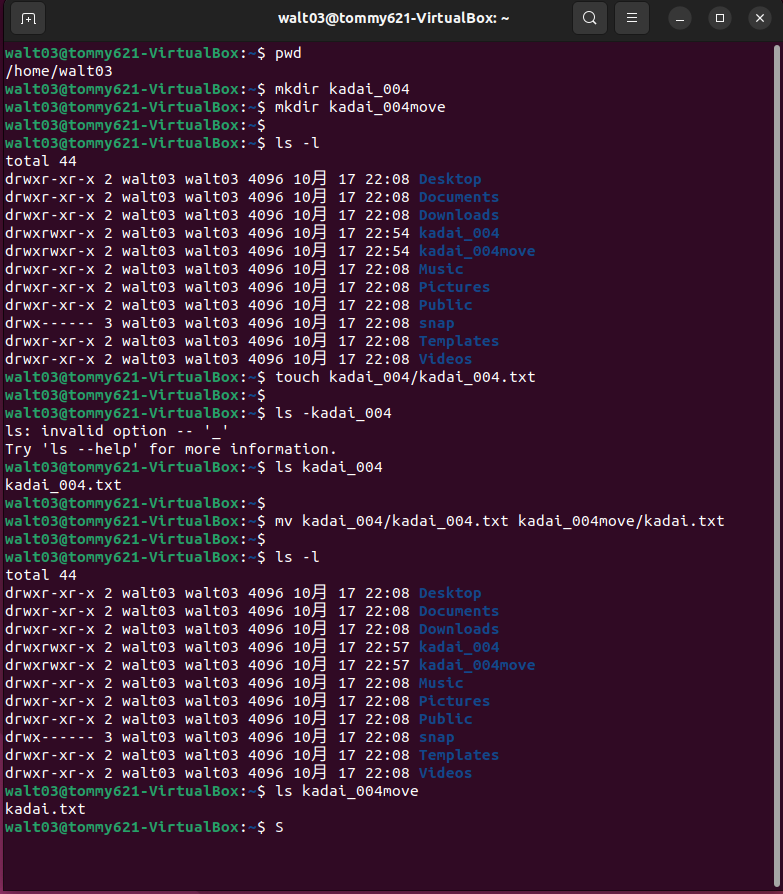 walt03@tommy621-VirtualBox: ~
walt03@tommy621-VirtualBox:~$ pwd
/home/walt03
walt03@tommy621-VirtualBox:~$ mkdir kadai_004
walt03@tommy621-VirtualBox:~$ mkdir kadai_004move
walt03@tommy621-VirtualBox:~$
walt03@tommy621-VirtualBox:~$ ls -l
total 44
drwxr-xr-x 2 walt03 walt03 4096 10月 17 22:08 Desktop
drwxr-xr-x 2 walt03 walt03 4096 10月 17 22:08 Documents
drwxr-xr-x 2 walt03 walt03 4096 10月 17 22:08 Downloads
drwxrwxr-x 2 walt03 walt03 4096 10月 17 22:54 kadai_004
drwxrwxr-x 2 walt03 walt03 4096 10月 17 22:54 kadai_004move
drwxr-xr-x 2 walt03 walt03 4096 10月 17 22:08 Music
drwxr-xr-x 2 walt03 walt03 4096 10月 17 22:08 Pictures
drwxr-xr-x 2 walt03 walt03 4096 10月 17 22:08 Public
drwx------ 3 walt03 walt03 4096 10月 17 22:08 snap
drwxr-xr-x 2 walt03 walt03 4096 10月 17 22:08 Templates
drwxr-xr-x 2 walt03 walt03 4096 10月 17 22:08 Videos
walt03@tommy621-VirtualBox:~$ touch kadai_004/kadai_004.txt
walt03@tommy621-VirtualBox:~$
walt03@tommy621-VirtualBox:~$ ls -kadai_004
ls: invalid option -- '_'
Try 'ls --help' for more information.
walt03@tommy621-VirtualBox:~$ ls kadai_004
kadai_004.txt
walt03@tommy621-VirtualBox:~$
walt03@tommy621-VirtualBox:~$ mv kadai_004/kadai_004.txt kadai_004move/kadai.txt
walt03@tommy621-VirtualBox:~$
walt03@tommy621-VirtualBox:~$ ls -l
total 44
drwxr-xr-x 2 walt03 walt03 4096 10月 17 22:08 Desktop
drwxr-xr-x 2 walt03 walt03 4096 10月 17 22:08 Documents
drwxr-xr-x 2 walt03 walt03 4096 10月 17 22:08 Downloads
drwxrwxr-x 2 walt03 walt03 4096 10月 17 22:57 kadai_004
drwxrwxr-x 2 walt03 walt03 4096 10月 17 22:57 kadai_004move
drwxr-xr-x 2 walt03 walt03 4096 10月 17 22:08 Music
drwxr-xr-x 2 walt03 walt03 4096 10月 17 22:08 Pictures
drwxr-xr-x 2 walt03 walt03 4096 10月 17 22:08 Public
drwx------ 3 walt03 walt03 4096 10月 17 22:08 snap
drwxr-xr-x 2 walt03 walt03 4096 10月 17 22:08 Templates
drwxr-xr-x 2 walt03 walt03 4096 10月 17 22:08 Videos
walt03@tommy621-VirtualBox:~$ ls kadai_004move
kadai.txt
walt03@tommy621-VirtualBox:~$ S